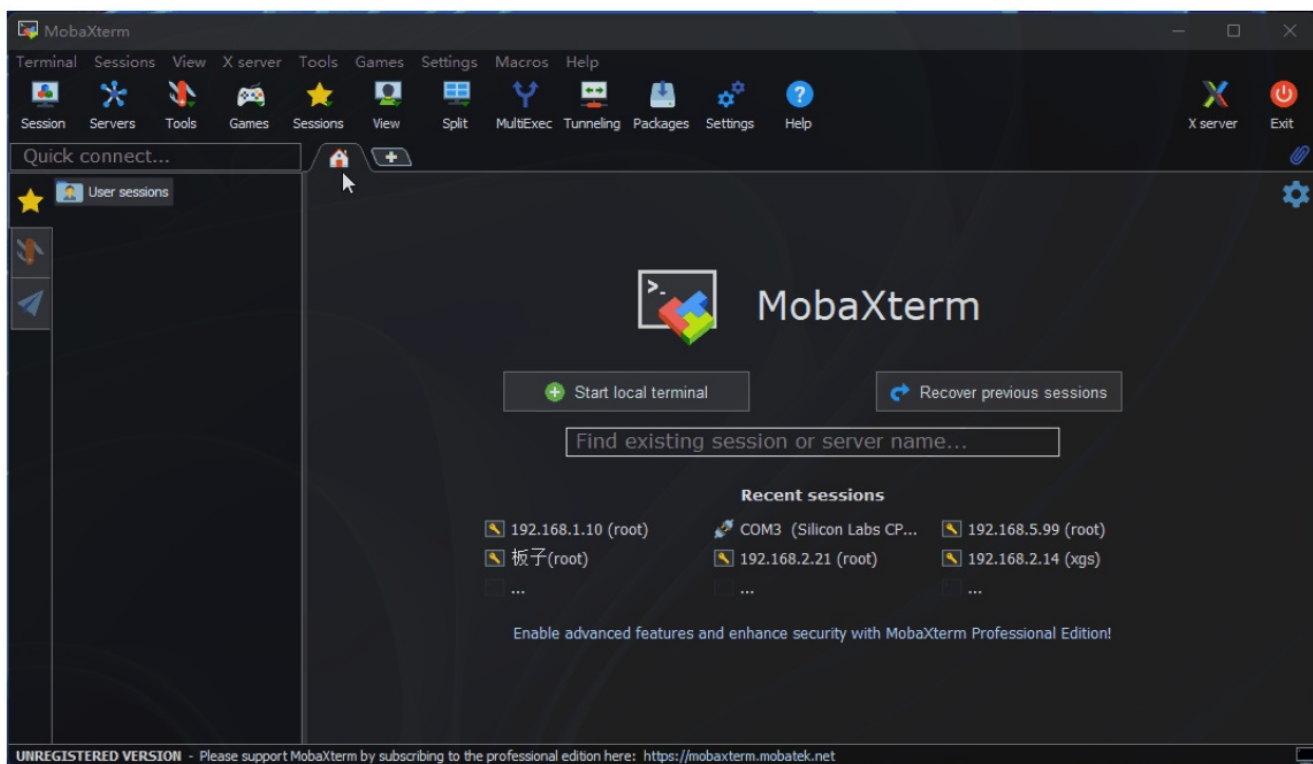 MobaXterm
Terminal Sessions View X server Tools Games Settings Macros Help
Session Servers Tools Games Sessions View Split MultiExec Tunneling Packages Settings Help X server Exit
Quick connect...
User sessions
>_ MobaXterm
Start local terminal Recover previous sessions
Find existing session or server name...
Recent sessions
192.168.1.10 (root) COM3 (Silicon Labs CP... 192.168.5.99 (root)
板子(root) 192.168.2.21 (root) 192.168.2.14 (xgs)
... ... ...
Enable advanced features and enhance security with MobaXterm Professional Edition!
UNREGISTERED VERSION - Please support MobaXterm by subscribing to the professional edition here: https://mobaxterm.mobatek.net